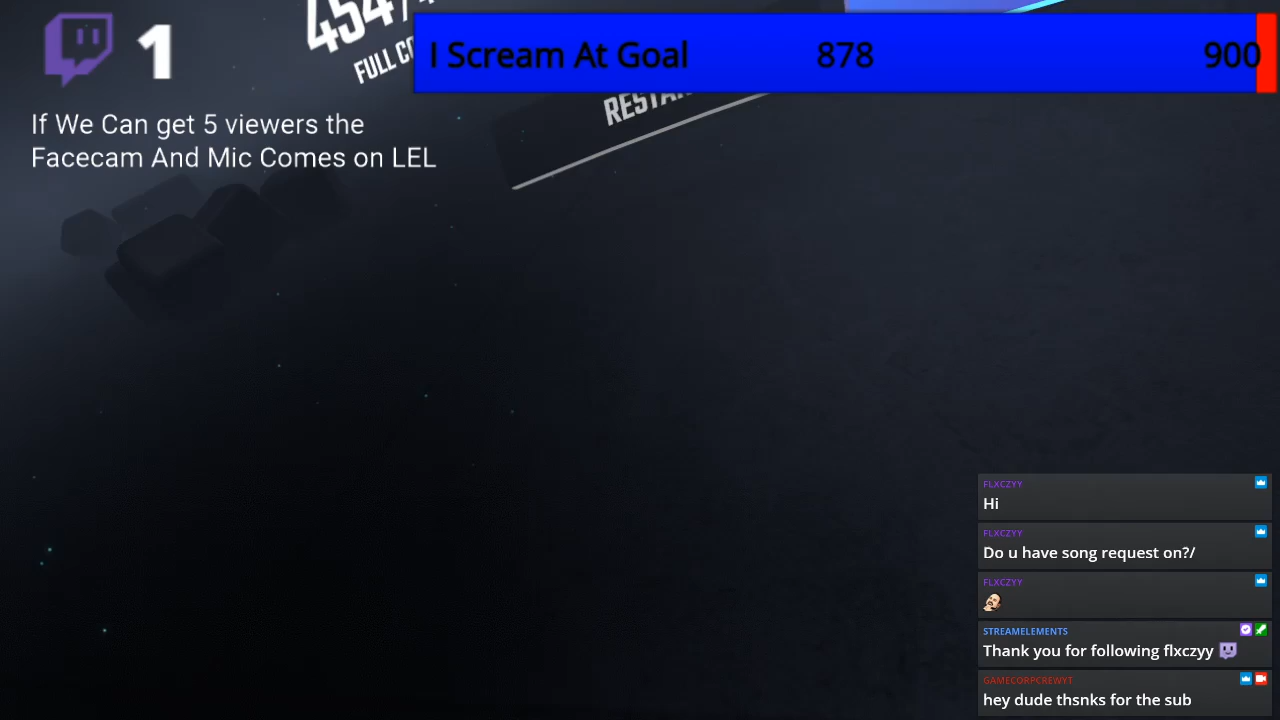 1
If We Can get 5 viewers the
Facecam And Mic Comes on LEL
FULL
I Scream At Goal 878 900
FLXCZYY
Hi
FLXCZYY
Do u have song request on?/
FLXCZYY
STREAMELEMENTS
Thank you for following flxczyy
GAMECORPCREWYT
hey dude thsnks for the sub